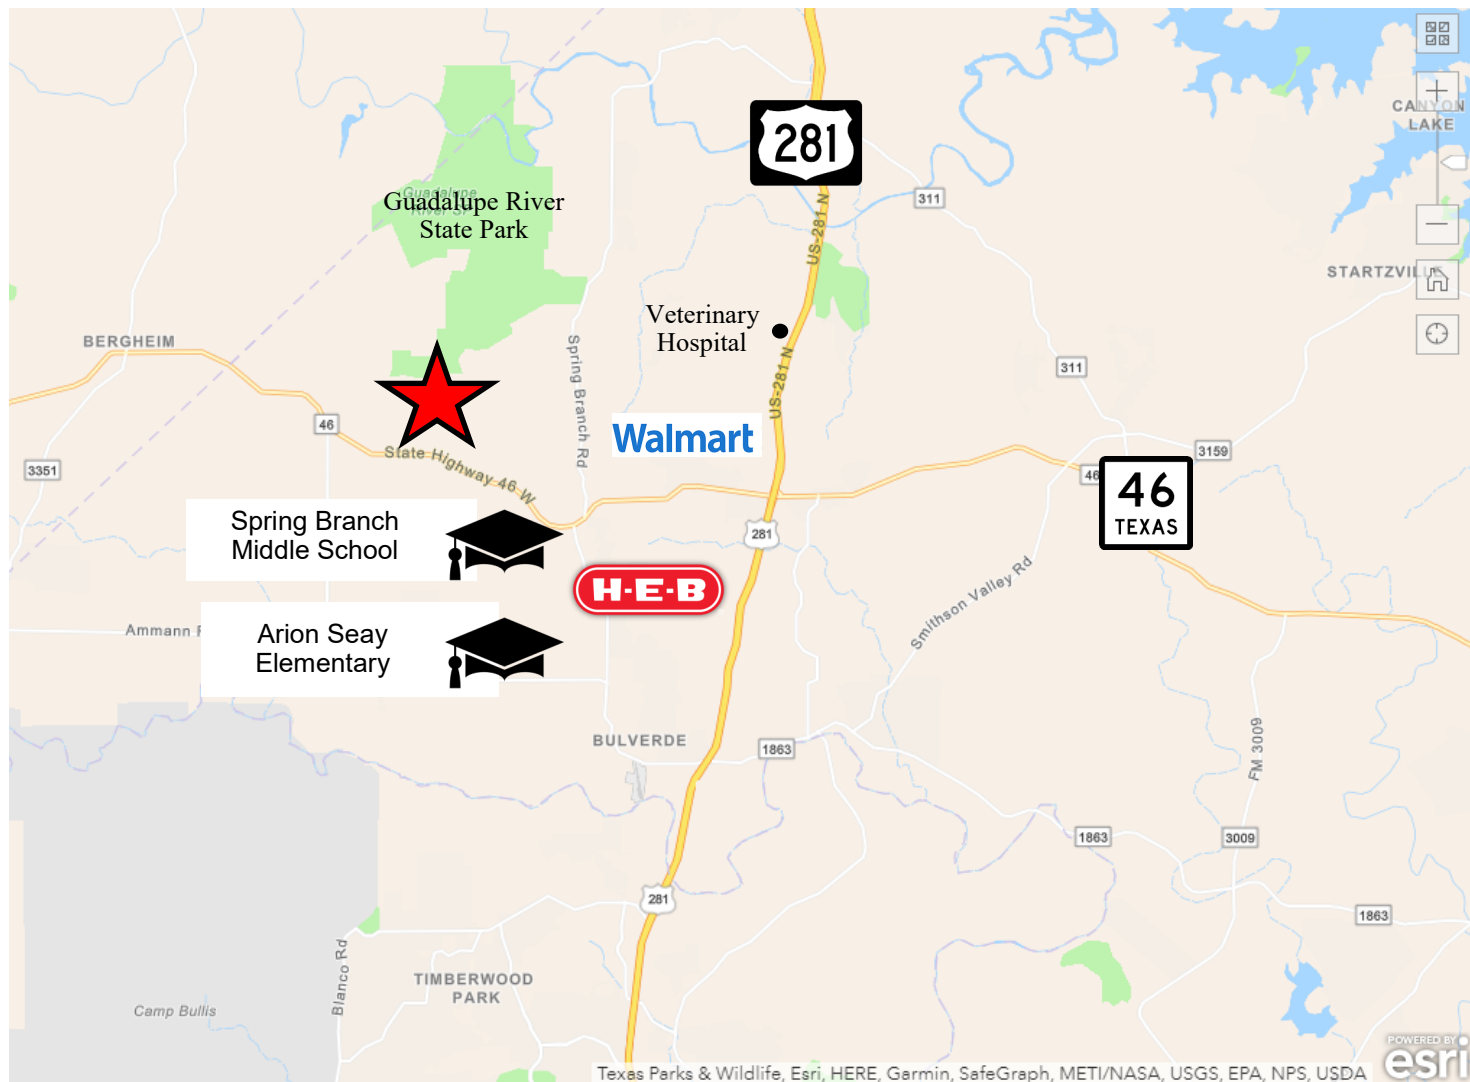 CANYON
LAKE
281
311
US-281 N
Guadalupe
River SP
Guadalupe River
State Park
STARTZVILLE
Veterinary
Hospital
BERGHEIM
Spring Branch Rd
US-281 N
311
46
Walmart
State Highway 46 W
3351
3159
46
46
TEXAS
Spring Branch
Middle School
281
H-E-B
Smithson Valley Rd
Ammann
Arion Seay
Elementary
BULVERDE
1863
FM 3009
1863
3009
281
1863
Blanco Rd
TIMBERWOOD
PARK
Camp Bullis
POWERED BY
esri
Texas Parks & Wildlife, Esri, HERE, Garmin, SafeGraph, METI/NASA, USGS, EPA, NPS, USDA